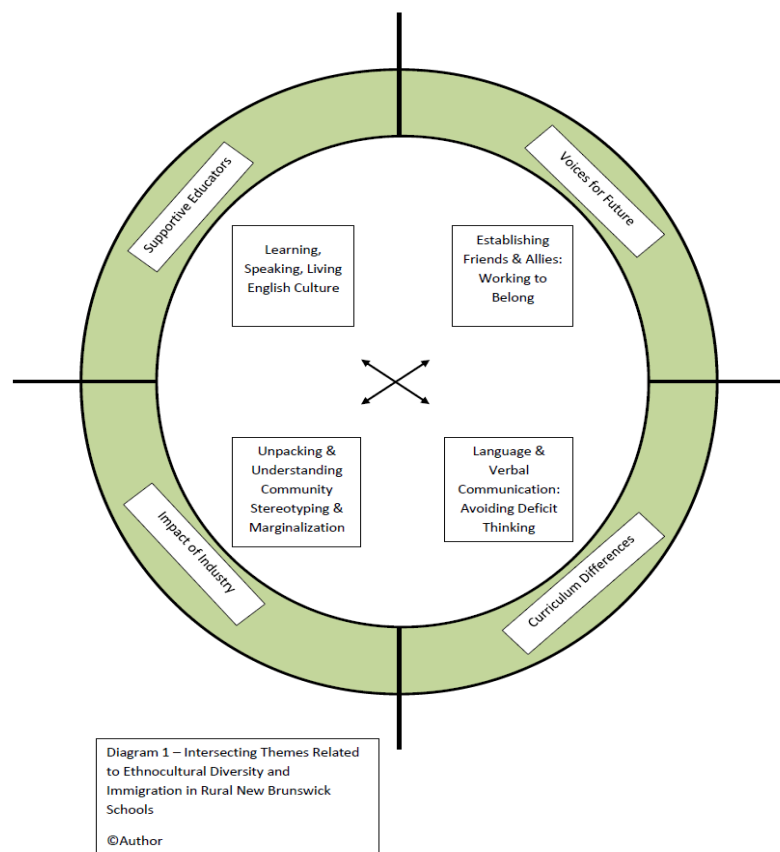 Supportive Educators
Voices for Future
Learning,
Speaking, Living
English Culture
Establishing
Friends & Allies:
Working to
Belong
Unpacking &
Understanding
Community
Stereotyping &
Marginalization
Language &
Verbal
Communication:
Avoiding Deficit
Thinking
Impact of Industry
Curriculum Differences
Diagram 1 – Intersecting Themes Related
to Ethnocultural Diversity and
Immigration in Rural New Brunswick
Schools
©Author